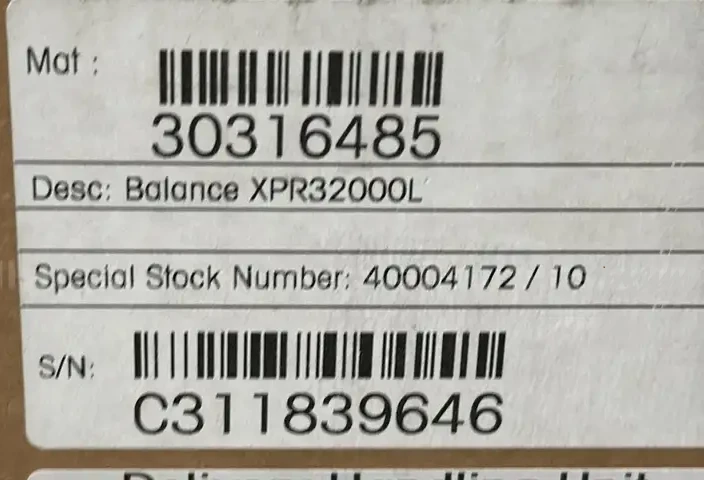 Mat :
30316485
Desc: Balance XPR32000L
Special Stock Number: 40004172 / 10
S/N:
C311839646